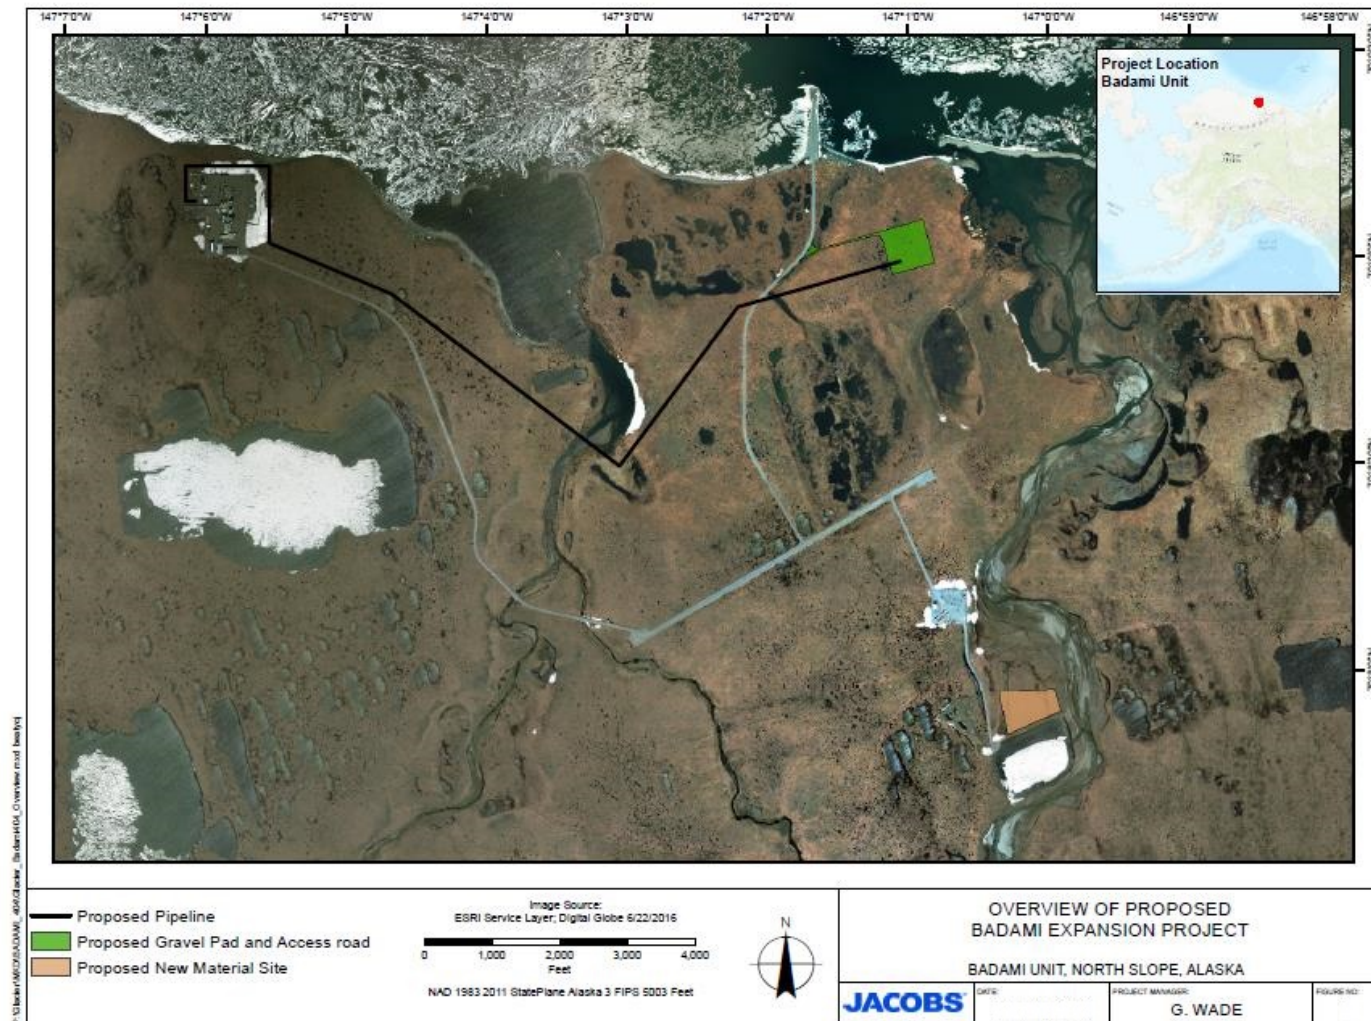 147°7'0"W 147°6'0"W 147°5'0"W 147°4'0"W 147°3'0"W 147°2'0"W 147°1'0"W 147°0'0"W 146°59'0"W 146°58'0"W
Project Location
Badami Unit
Proposed Pipeline
Proposed Gravel Pad and Access road
Proposed New Material Site
Image Source:
ESRI Service Layer; Digital Globe 6/22/2016
0 1,000 2,000 3,000 4,000
Feet
NAD 1983 2011 StatePlane Alaska 3 FIPS 5003 Feet
N
OVERVIEW OF PROPOSED
BADAMI EXPANSION PROJECT
BADAMI UNIT, NORTH SLOPE, ALASKA
JACOBS
DATE:
PROJECT MANAGER:
G. WADE
FIGURE NO: